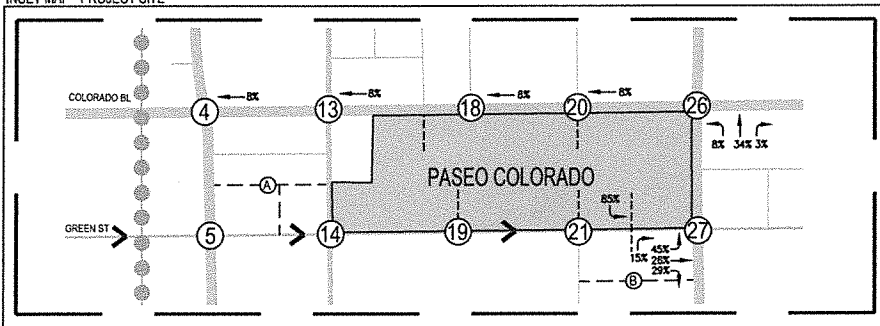 INSET MAP - PROJECT SITE
COLORADO BL
4
8%
13
8%
18
8%
20
8%
26
8% 34% 3%
PASEO COLORADO
A
85%
GREEN ST
5
14
19
21
27
15%
45%
26%
29%
B